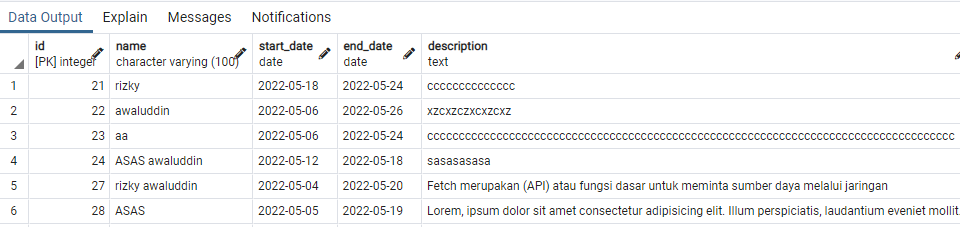 Data Output Explain Messages Notifications
id name start_date end_date description
[PK] integer character varying (100) date date text
1 21 rizky 2022-05-18 2022-05-24 cccccccccccccc
2 22 awaluddin 2022-05-06 2022-05-26 xzcxzczxcxzcxz
3 23 aa 2022-05-06 2022-05-24
4 24 ASAS awaluddin 2022-05-12 2022-05-18 sasasasasa
5 27 rizky awaluddin 2022-05-04 2022-05-20 Fetch merupakan (API) atau fungsi dasar untuk meminta sumber daya melalui jaringan
6 28 ASAS 2022-05-05 2022-05-19 Lorem, ipsum dolor sit amet consectetur adipisicing elit. Illum perspiciatis, laudantium eveniet mollit